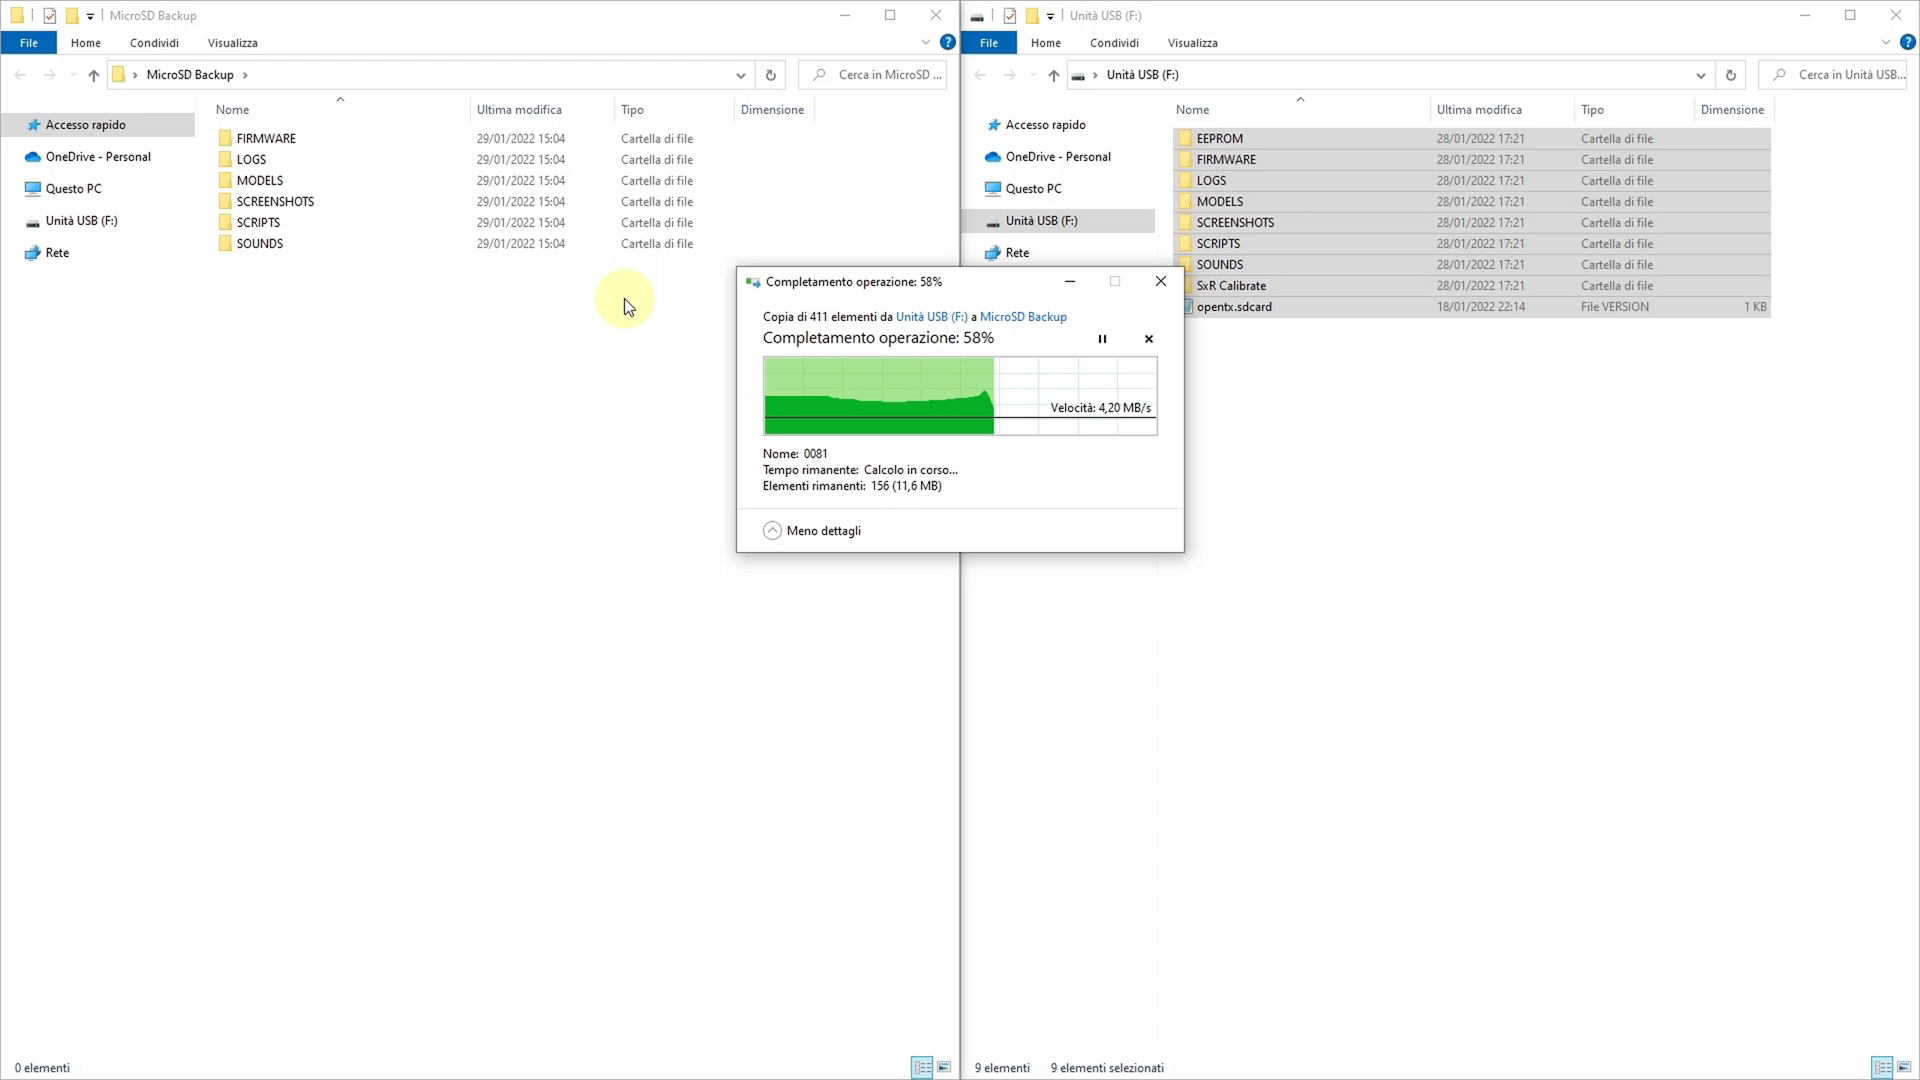 MicroSD Backup
File Home Condividi Visualizza
MicroSD Backup
Cerca in MicroSD ...
Nome Ultima modifica Tipo Dimensione
Accesso rapido
OneDrive - Personal
Questo PC
Unità USB (F:)
Rete
FIRMWARE 29/01/2022 15:04 Cartella di file
LOGS 29/01/2022 15:04 Cartella di file
MODELS 29/01/2022 15:04 Cartella di file
SCREENSHOTS 29/01/2022 15:04 Cartella di file
SCRIPTS 29/01/2022 15:04 Cartella di file
SOUNDS 29/01/2022 15:04 Cartella di file
0 elementi
Unità USB (F:)
File Home Condividi Visualizza
Unità USB (F:)
Cerca in Unità USB...
Nome Ultima modifica Tipo Dimensione
Accesso rapido
OneDrive - Personal
Questo PC
Unità USB (F:)
Rete
EEPROM 28/01/2022 17:21 Cartella di file
FIRMWARE 28/01/2022 17:21 Cartella di file
LOGS 28/01/2022 17:21 Cartella di file
MODELS 28/01/2022 17:21 Cartella di file
SCREENSHOTS 28/01/2022 17:21 Cartella di file
SCRIPTS 28/01/2022 17:21 Cartella di file
SOUNDS 28/01/2022 17:21 Cartella di file
SxR Calibrate 28/01/2022 17:21 Cartella di file
opentx.sdcard 18/01/2022 22:14 File VERSION 1 KB
9 elementi 9 elementi selezionati
Completamento operazione: 58%
Copia di 411 elementi da Unità USB (F:) a MicroSD Backup
Completamento operazione: 58%
Velocità: 4,20 MB/s
Nome: 0081
Tempo rimanente: Calcolo in corso...
Elementi rimanenti: 156 (11,6 MB)
Meno dettagli